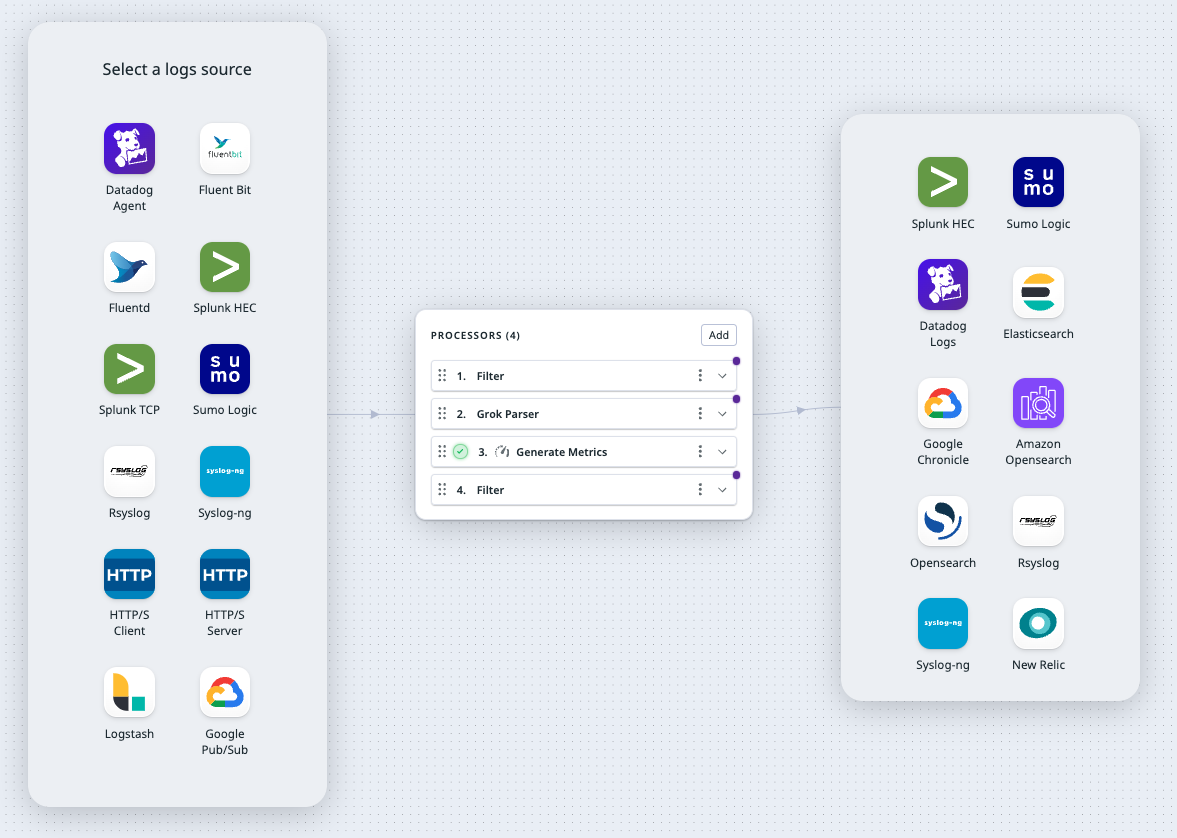 Select a logs source
Datadog
Agent
fluentbit
Fluent Bit
Fluentd
Splunk HEC
Splunk TCP
su
mo
Sumo Logic
RSYSLOG
Rsyslog
syslog-ng
Syslog-ng
HTTP
HTTP/S
Client
HTTP
HTTP/S
Server
Logstash
Google
Pub/Sub
PROCESSORS (4)
Add
1. Filter
2. Grok Parser
3. Generate Metrics
4. Filter
Splunk HEC
su
mo
Sumo Logic
Datadog
Logs
Elasticsearch
Google
Chronicle
Amazon
Opensearch
Opensearch
RSYSLOG
Rsyslog
syslog-ng
Syslog-ng
New Relic